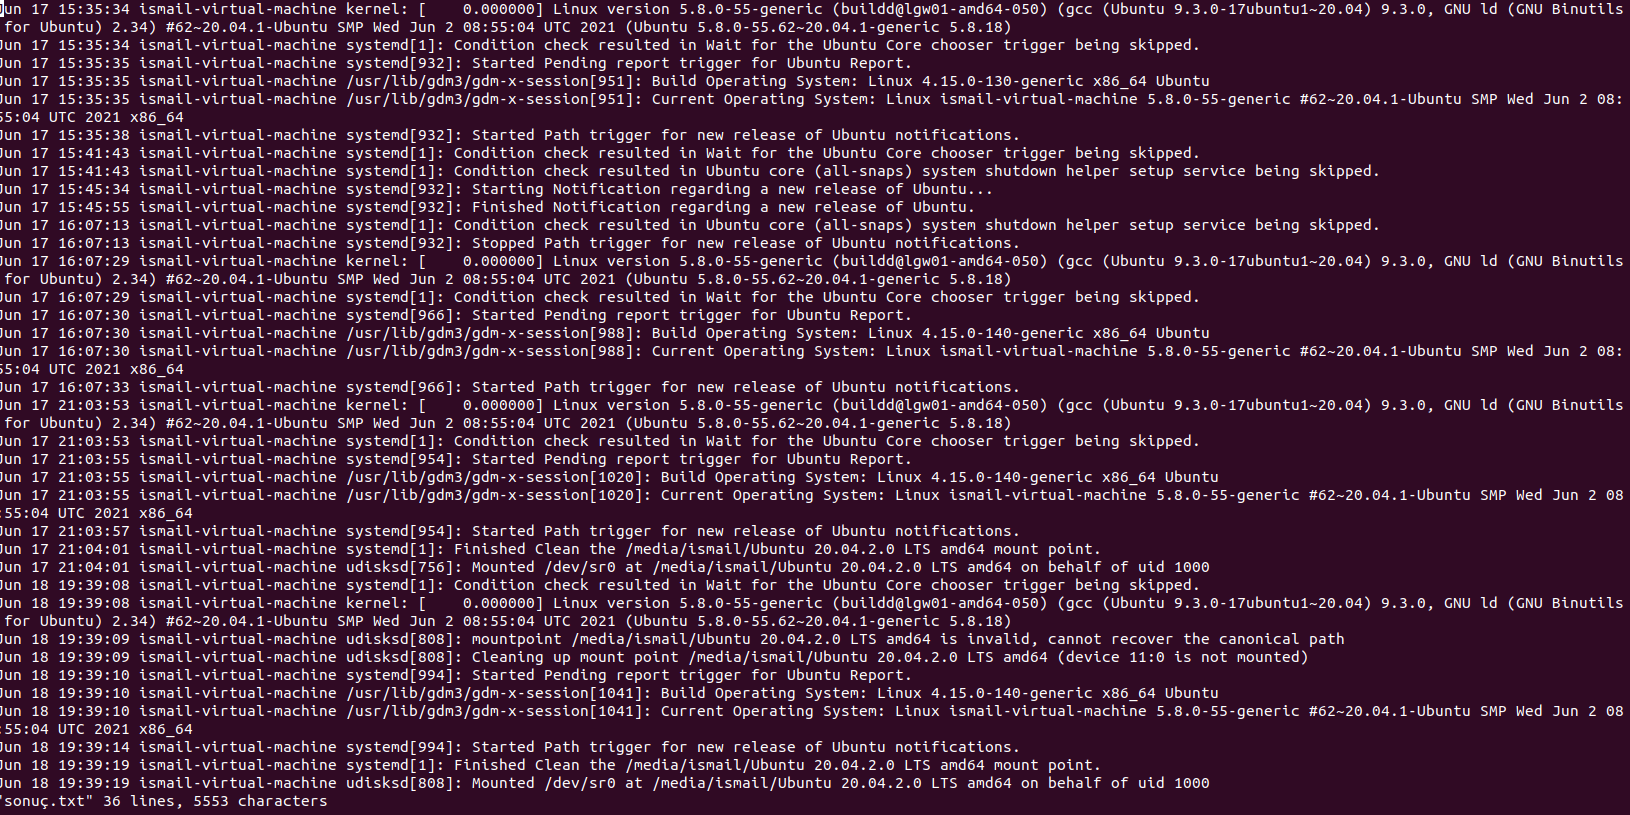 Jun 17 15:35:34 ismail-virtual-machine kernel: [    0.000000] Linux version 5.8.0-55-generic (buildd@lgw01-amd64-050) (gcc (Ubuntu 9.3.0-17ubuntu1~20.04) 9.3.0, GNU ld (GNU Binutils
for Ubuntu) 2.34) #62~20.04.1-Ubuntu SMP Wed Jun 2 08:55:04 UTC 2021 (Ubuntu 5.8.0-55.62~20.04.1-generic 5.8.18)
Jun 17 15:35:34 ismail-virtual-machine systemd[1]: Condition check resulted in Wait for the Ubuntu Core chooser trigger being skipped.
Jun 17 15:35:35 ismail-virtual-machine systemd[932]: Started Pending report trigger for Ubuntu Report.
Jun 17 15:35:35 ismail-virtual-machine /usr/lib/gdm3/gdm-x-session[951]: Build Operating System: Linux 4.15.0-130-generic x86_64 Ubuntu
Jun 17 15:35:35 ismail-virtual-machine /usr/lib/gdm3/gdm-x-session[951]: Current Operating System: Linux ismail-virtual-machine 5.8.0-55-generic #62~20.04.1-Ubuntu SMP Wed Jun 2 08:
55:04 UTC 2021 x86_64
Jun 17 15:35:38 ismail-virtual-machine systemd[932]: Started Path trigger for new release of Ubuntu notifications.
Jun 17 15:41:43 ismail-virtual-machine systemd[1]: Condition check resulted in Wait for the Ubuntu Core chooser trigger being skipped.
Jun 17 15:41:43 ismail-virtual-machine systemd[1]: Condition check resulted in Ubuntu core (all-snaps) system shutdown helper setup service being skipped.
Jun 17 15:45:34 ismail-virtual-machine systemd[932]: Starting Notification regarding a new release of Ubuntu...
Jun 17 15:45:55 ismail-virtual-machine systemd[932]: Finished Notification regarding a new release of Ubuntu.
Jun 17 16:07:13 ismail-virtual-machine systemd[1]: Condition check resulted in Ubuntu core (all-snaps) system shutdown helper setup service being skipped.
Jun 17 16:07:13 ismail-virtual-machine systemd[932]: Stopped Path trigger for new release of Ubuntu notifications.
Jun 17 16:07:29 ismail-virtual-machine kernel: [    0.000000] Linux version 5.8.0-55-generic (buildd@lgw01-amd64-050) (gcc (Ubuntu 9.3.0-17ubuntu1~20.04) 9.3.0, GNU ld (GNU Binutils
for Ubuntu) 2.34) #62~20.04.1-Ubuntu SMP Wed Jun 2 08:55:04 UTC 2021 (Ubuntu 5.8.0-55.62~20.04.1-generic 5.8.18)
Jun 17 16:07:29 ismail-virtual-machine systemd[1]: Condition check resulted in Wait for the Ubuntu Core chooser trigger being skipped.
Jun 17 16:07:30 ismail-virtual-machine systemd[966]: Started Pending report trigger for Ubuntu Report.
Jun 17 16:07:30 ismail-virtual-machine /usr/lib/gdm3/gdm-x-session[988]: Build Operating System: Linux 4.15.0-140-generic x86_64 Ubuntu
Jun 17 16:07:30 ismail-virtual-machine /usr/lib/gdm3/gdm-x-session[988]: Current Operating System: Linux ismail-virtual-machine 5.8.0-55-generic #62~20.04.1-Ubuntu SMP Wed Jun 2 08:
55:04 UTC 2021 x86_64
Jun 17 16:07:33 ismail-virtual-machine systemd[966]: Started Path trigger for new release of Ubuntu notifications.
Jun 17 21:03:53 ismail-virtual-machine kernel: [    0.000000] Linux version 5.8.0-55-generic (buildd@lgw01-amd64-050) (gcc (Ubuntu 9.3.0-17ubuntu1~20.04) 9.3.0, GNU ld (GNU Binutils
for Ubuntu) 2.34) #62~20.04.1-Ubuntu SMP Wed Jun 2 08:55:04 UTC 2021 (Ubuntu 5.8.0-55.62~20.04.1-generic 5.8.18)
Jun 17 21:03:53 ismail-virtual-machine systemd[1]: Condition check resulted in Wait for the Ubuntu Core chooser trigger being skipped.
Jun 17 21:03:55 ismail-virtual-machine systemd[954]: Started Pending report trigger for Ubuntu Report.
Jun 17 21:03:55 ismail-virtual-machine /usr/lib/gdm3/gdm-x-session[1020]: Build Operating System: Linux 4.15.0-140-generic x86_64 Ubuntu
Jun 17 21:03:55 ismail-virtual-machine /usr/lib/gdm3/gdm-x-session[1020]: Current Operating System: Linux ismail-virtual-machine 5.8.0-55-generic #62~20.04.1-Ubuntu SMP Wed Jun 2 08
:55:04 UTC 2021 x86_64
Jun 17 21:03:57 ismail-virtual-machine systemd[954]: Started Path trigger for new release of Ubuntu notifications.
Jun 17 21:04:01 ismail-virtual-machine systemd[1]: Finished Clean the /media/ismail/Ubuntu 20.04.2.0 LTS amd64 mount point.
Jun 17 21:04:01 ismail-virtual-machine udisksd[756]: Mounted /dev/sr0 at /media/ismail/Ubuntu 20.04.2.0 LTS amd64 on behalf of uid 1000
Jun 18 19:39:08 ismail-virtual-machine systemd[1]: Condition check resulted in Wait for the Ubuntu Core chooser trigger being skipped.
Jun 18 19:39:08 ismail-virtual-machine kernel: [    0.000000] Linux version 5.8.0-55-generic (buildd@lgw01-amd64-050) (gcc (Ubuntu 9.3.0-17ubuntu1~20.04) 9.3.0, GNU ld (GNU Binutils
for Ubuntu) 2.34) #62~20.04.1-Ubuntu SMP Wed Jun 2 08:55:04 UTC 2021 (Ubuntu 5.8.0-55.62~20.04.1-generic 5.8.18)
Jun 18 19:39:09 ismail-virtual-machine udisksd[808]: mountpoint /media/ismail/Ubuntu 20.04.2.0 LTS amd64 is invalid, cannot recover the canonical path
Jun 18 19:39:09 ismail-virtual-machine udisksd[808]: Cleaning up mount point /media/ismail/Ubuntu 20.04.2.0 LTS amd64 (device 11:0 is not mounted)
Jun 18 19:39:10 ismail-virtual-machine systemd[994]: Started Pending report trigger for Ubuntu Report.
Jun 18 19:39:10 ismail-virtual-machine /usr/lib/gdm3/gdm-x-session[1041]: Build Operating System: Linux 4.15.0-140-generic x86_64 Ubuntu
Jun 18 19:39:10 ismail-virtual-machine /usr/lib/gdm3/gdm-x-session[1041]: Current Operating System: Linux ismail-virtual-machine 5.8.0-55-generic #62~20.04.1-Ubuntu SMP Wed Jun 2 08
:55:04 UTC 2021 x86_64
Jun 18 19:39:14 ismail-virtual-machine systemd[994]: Started Path trigger for new release of Ubuntu notifications.
Jun 18 19:39:19 ismail-virtual-machine systemd[1]: Finished Clean the /media/ismail/Ubuntu 20.04.2.0 LTS amd64 mount point.
Jun 18 19:39:19 ismail-virtual-machine udisksd[808]: Mounted /dev/sr0 at /media/ismail/Ubuntu 20.04.2.0 LTS amd64 on behalf of uid 1000
"sonuç.txt" 36 lines, 5553 characters